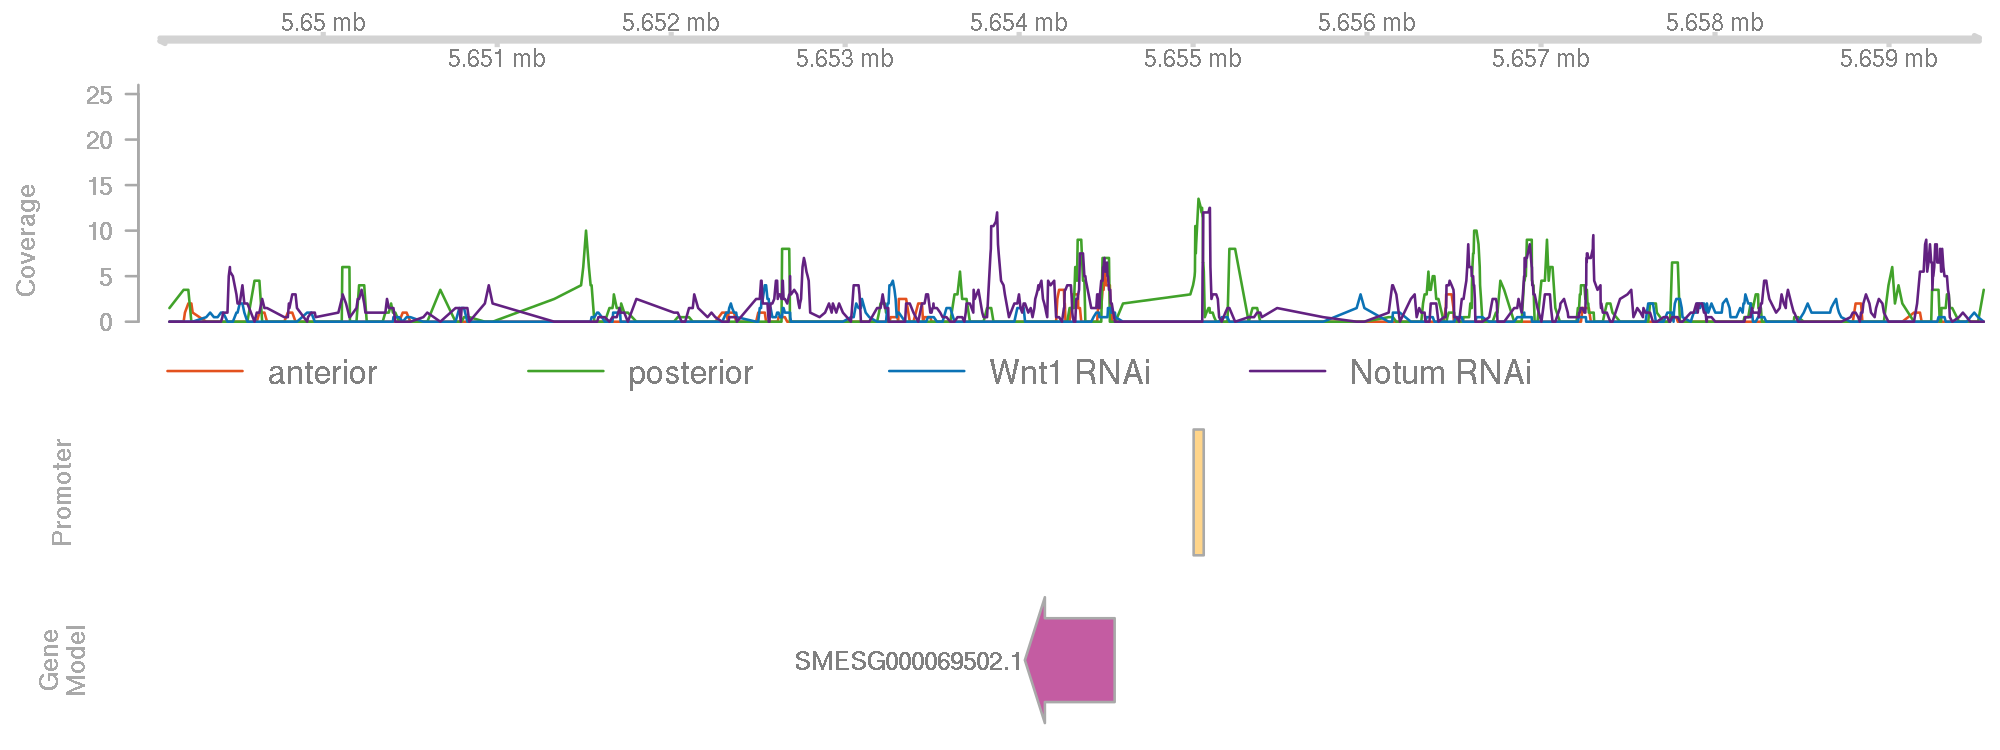 5.65 mb 5.652 mb 5.654 mb 5.656 mb 5.658 mb
5.651 mb 5.653 mb 5.655 mb 5.657 mb 5.659 mb
25
20
15
10
5
0
Coverage
anterior posterior Wnt1 RNAi Notum RNAi
Promoter
Gene
Model
SMESG000069502.1